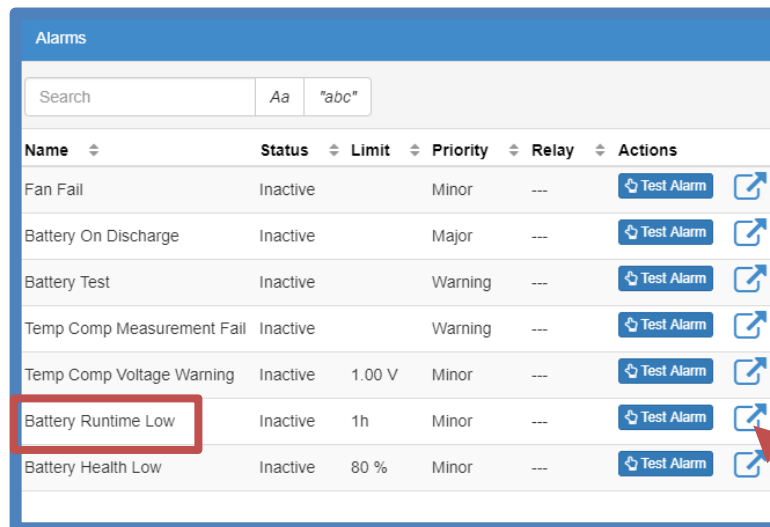 Alarms
Search Aa "abc"
Name Status Limit Priority Relay Actions
Fan Fail Inactive Minor --- Test Alarm
Battery On Discharge Inactive Major --- Test Alarm
Battery Test Inactive Warning --- Test Alarm
Temp Comp Measurement Fail Inactive Warning --- Test Alarm
Temp Comp Voltage Warning Inactive 1.00 V Minor --- Test Alarm
Battery Runtime Low Inactive 1h Minor --- Test Alarm
Battery Health Low Inactive 80 % Minor --- Test Alarm